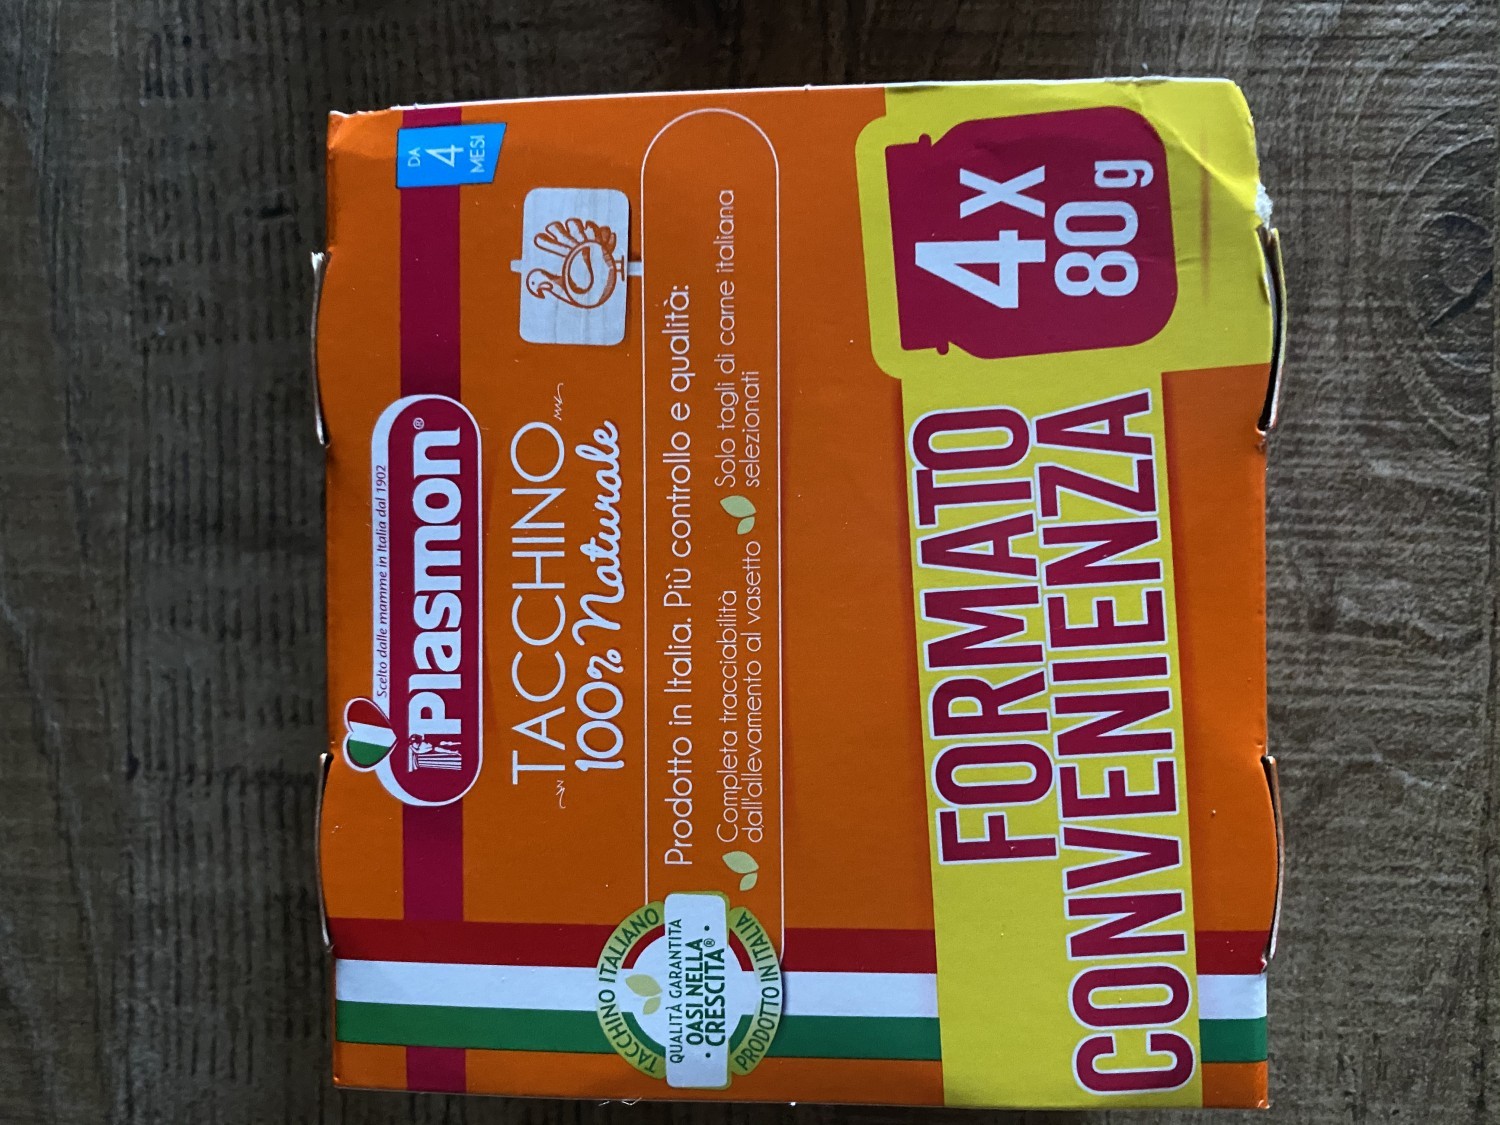 DA
4
MESI
Scelto dalle mamme in Italia dal 1902
Plasmon®
TACCHINO
100% Naturale
Prodotto in Italia. Più controllo e qualità:
Completa tracciabilità
dall'allevamento al vasetto
Solo tagli di carne italiana
selezionati
TACCHINO ITALIANO
QUALITÀ GARANTITA
OASI NELLA
• CRESCITA® •
PRODOTTO IN ITALIA
FORMATO
CONVENIENZA
4x
80g